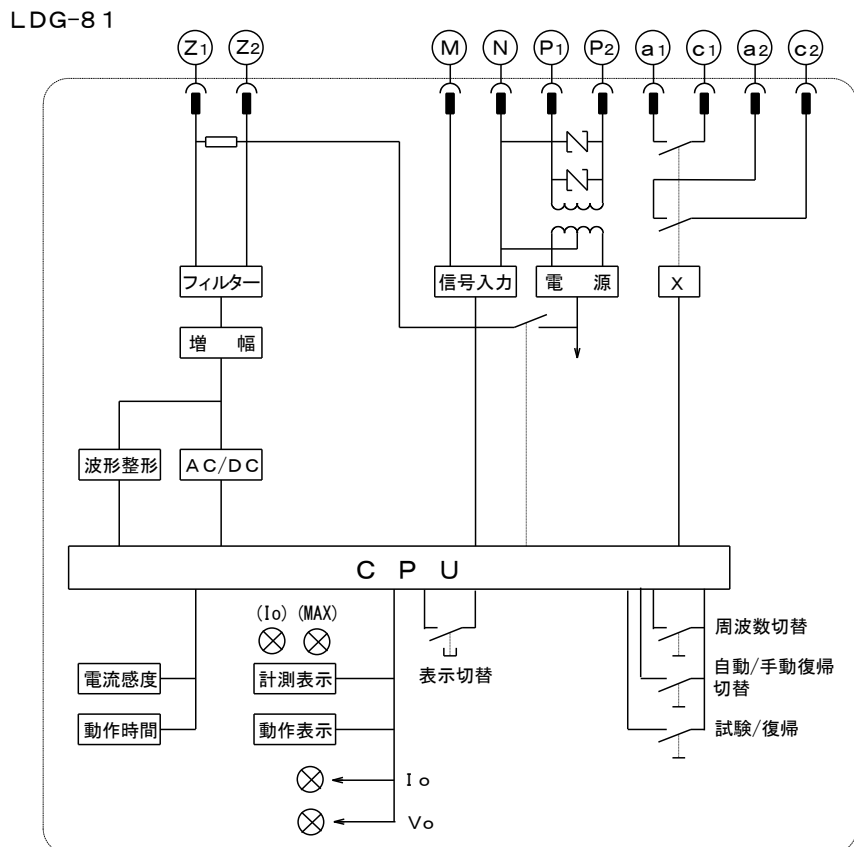 LDG-81
Z1 Z2 M N P1 P2 a1 c1 a2 c2
フィルター 信号入力 電 源 X
増 幅
波形整形 AC/DC
CPU
(Io) (MAX)
周波数切替
電流感度 計測表示 表示切替 自動/手動復帰
切替
動作時間 動作表示 試験/復帰
Io
Vo